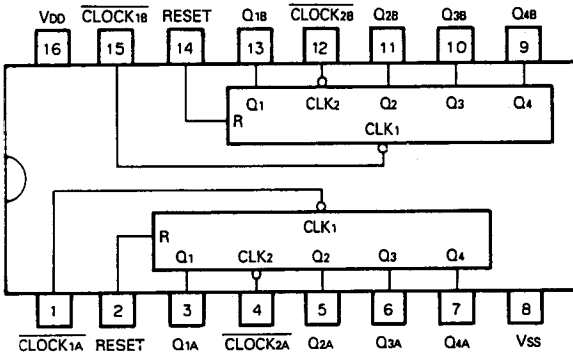 VDD CLOCK1B RESET Q1B CLOCK2B Q2B Q3B Q4B
16 15 14 13 12 11 10 9
Q1 CLK2 Q2 Q3 Q4
R
CLK1
CLK1
R
Q1 CLK2 Q2 Q3 Q4
1 2 3 4 5 6 7 8
CLOCK1A RESET Q1A CLOCK2A Q2A Q3A Q4A VSS